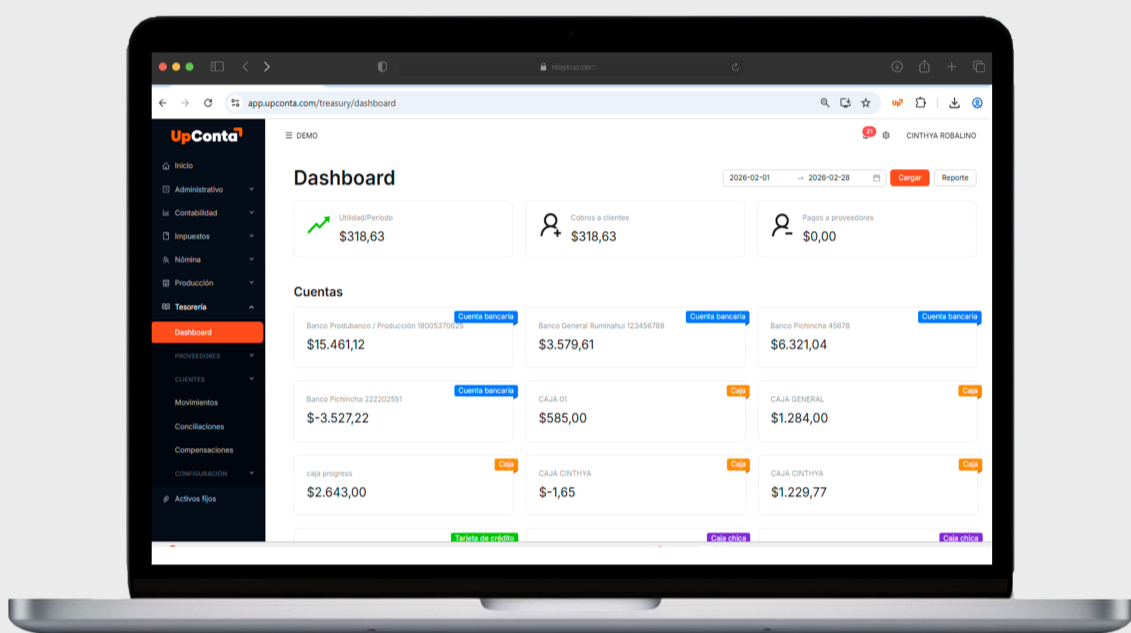 mockup.com
app.upconta.com/treasury/dashboard
UpConta
DEMO
21
CINTHYA ROBALINO
Inicio
Administrativo
Contabilidad
Impuestos
Nómina
Producción
Tesorería
Dashboard
PROVEEDORES
CLIENTES
Movimientos
Conciliaciones
Compensaciones
CONFIGURACIÓN
Activos fijos
Dashboard
2026-02-01 → 2026-02-28
Cargar
Reporte
Utilidad/Periodo
$318,63
Cobros a clientes
$318,63
Pagos a proveedores
$0,00
Cuentas
Cuenta bancaria
Banco Produbanco / Producción 18005370625
$15.461,12
Cuenta bancaria
Banco General Ruminahui 123456789
$3.579,61
Cuenta bancaria
Banco Pichincha 45678
$6.321,04
Cuenta bancaria
Banco Pichincha 222202551
$-3.527,22
Caja
CAJA 01
$585,00
Caja
CAJA GENERAL
$1.284,00
Caja
caja progress
$2.643,00
Caja
CAJA CINTHYA
$-1,65
Caja
CAJA CINTHYA
$1.229,77
Tarjeta de crédito
Caja chica
Caja chica